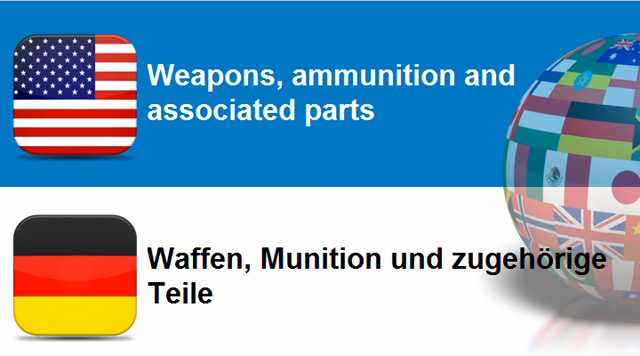 Weapons, ammunition and
associated parts
Waffen, Munition und zugehörige
Teile